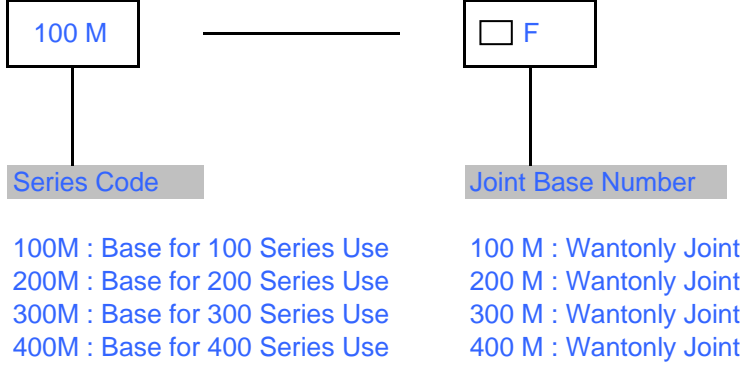 100 M
□ F
Series Code
Joint Base Number
100M : Base for 100 Series Use
200M : Base for 200 Series Use
300M : Base for 300 Series Use
400M : Base for 400 Series Use
100 M : Wantonly Joint
200 M : Wantonly Joint
300 M : Wantonly Joint
400 M : Wantonly Joint